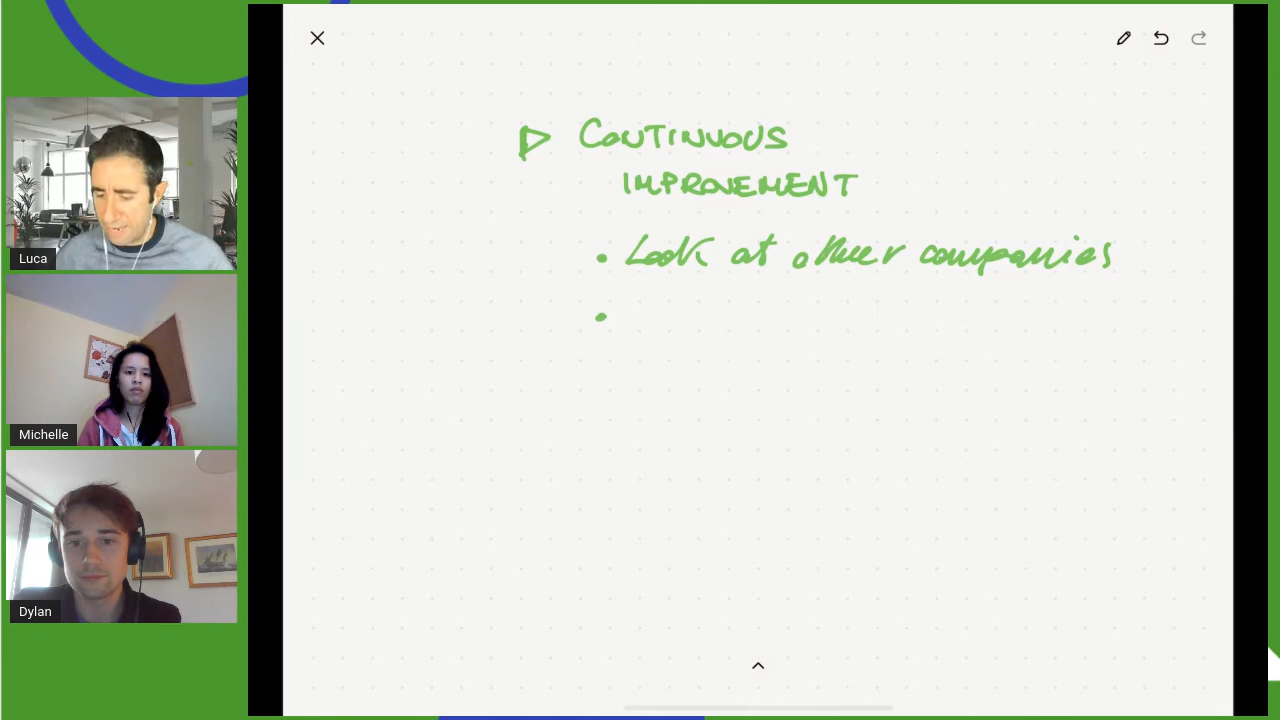 CONTINUOUS
IMPROVEMENT
• Look at other companies
•
Luca
Michelle
Dylan